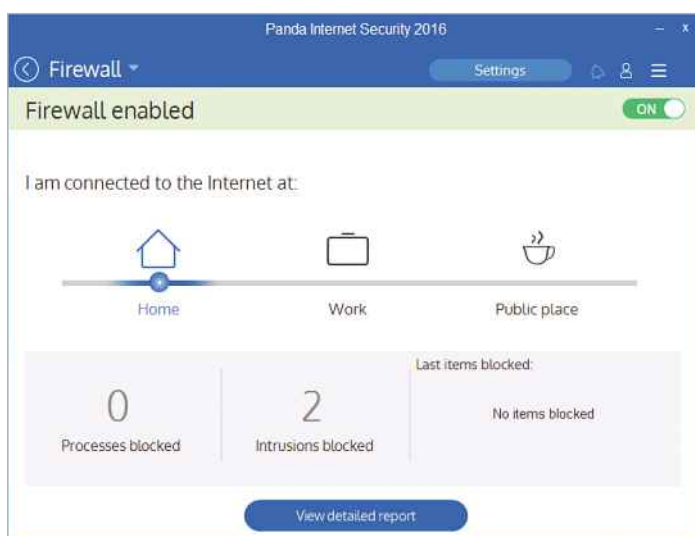 Panda Internet Security 2016
Firewall
Settings
Firewall enabled
ON
I am connected to the Internet at:
Home
Work
Public place
0
Processes blocked
2
Intrusions blocked
Last items blocked:
No items blocked
View detailed report